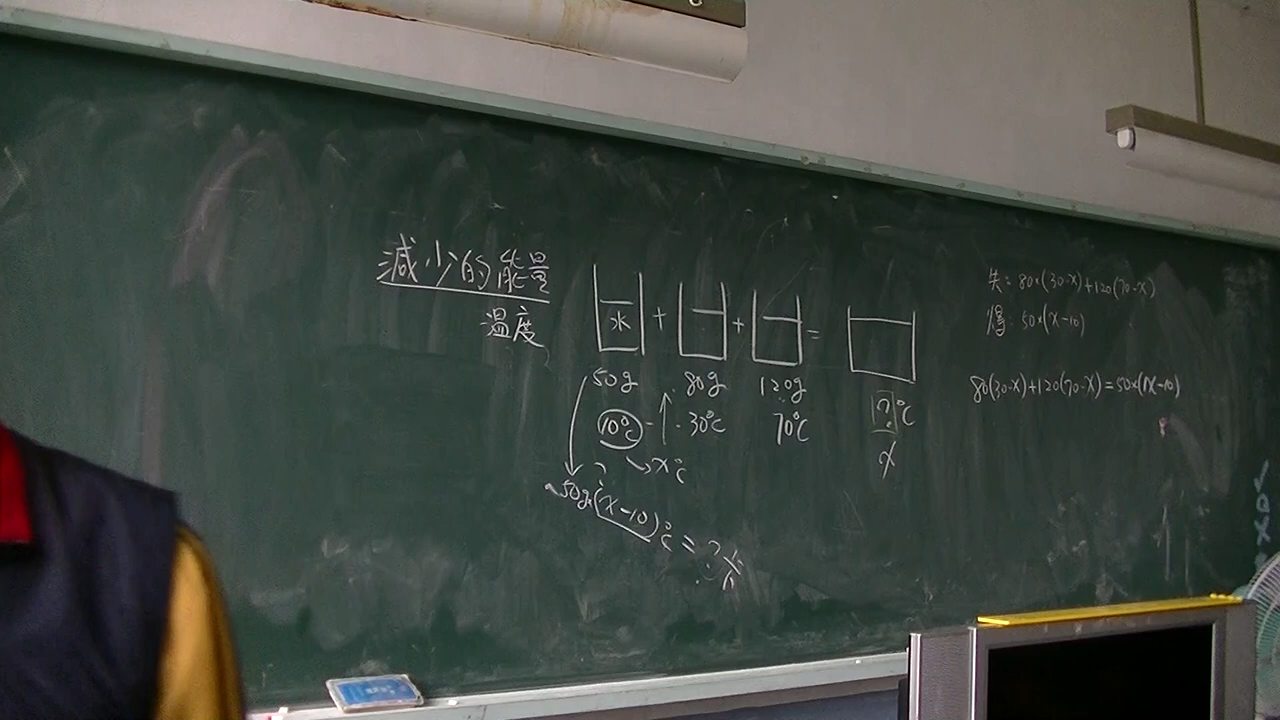 減少的能量
溫度
水 + + =
50g 80g 120g
10℃ 30℃ 70℃ ?℃
x℃ x
50g(x-10)℃ = ?卡
失: 80×(30-x)+120(70-x)
得: 50×(x-10)
80(30-x)+120(70-x)=50×(x-10)